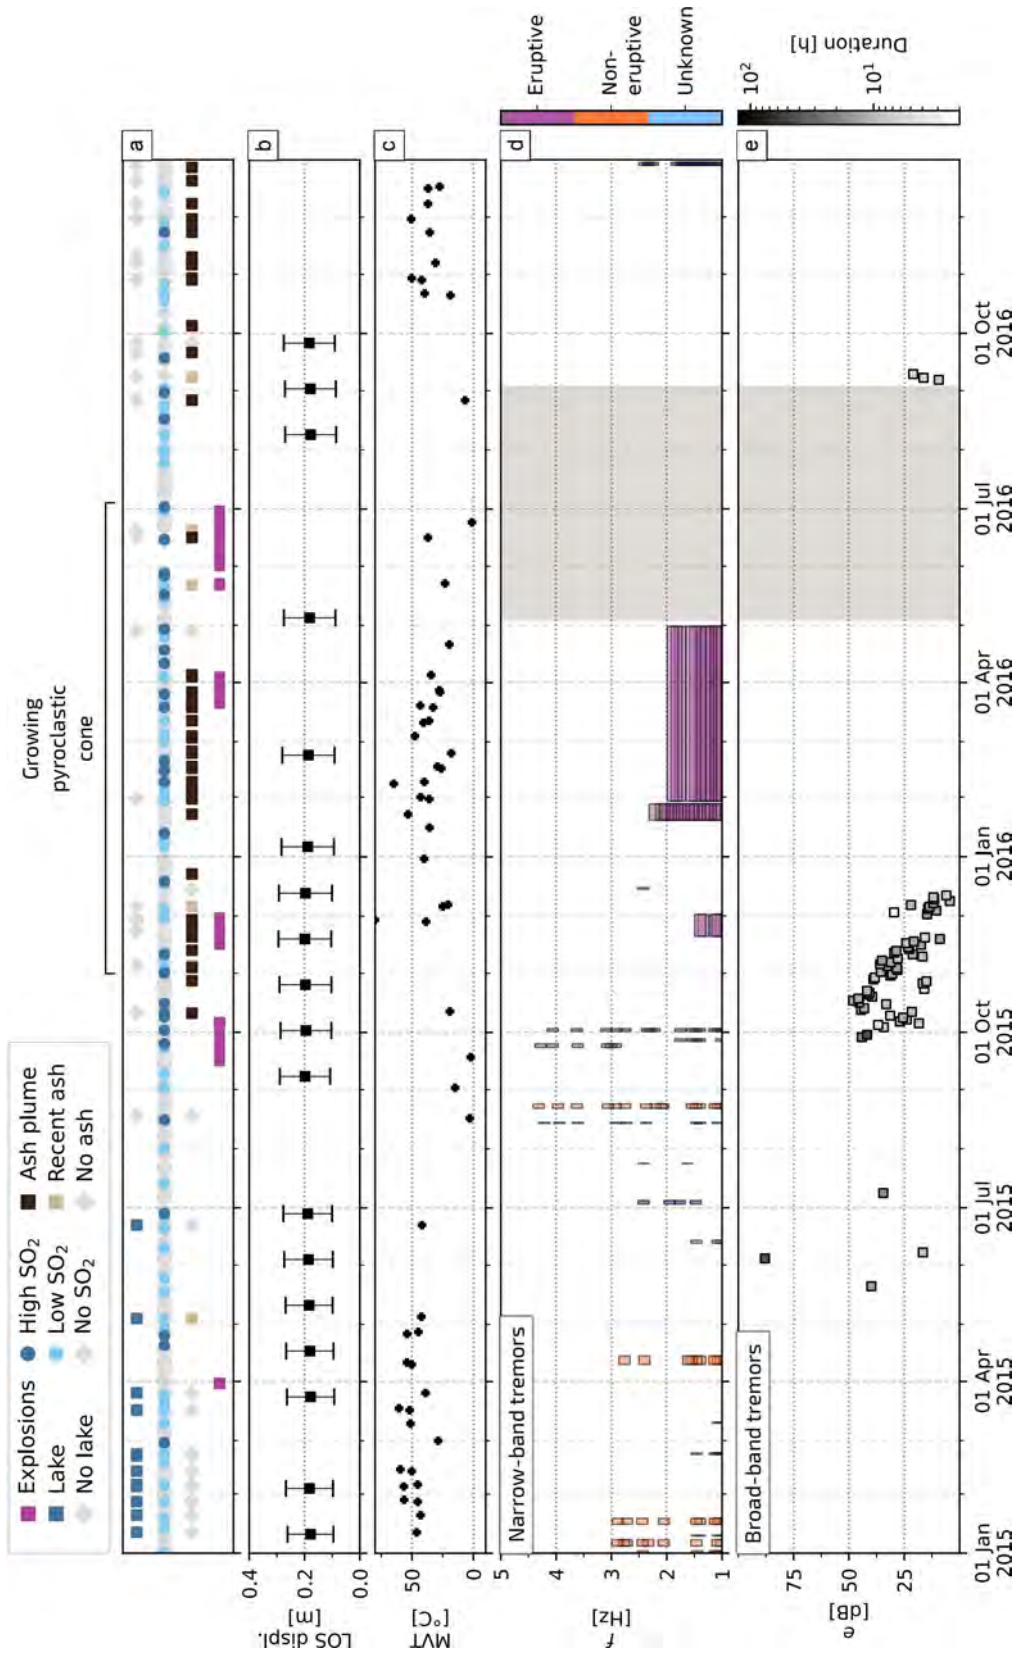 Explosions
Lake
No lake
High SO₂
Low SO₂
No SO₂
Ash plume
Recent ash
No ash
Growing
pyroclastic
cone
a
b
0.4
0.2
0.0
LOS displ.
[m]
c
50
0
MVT
[°C]
d
Narrow-band tremors
5
4
3
2
1
f
[Hz]
Eruptive
Non-
eruptive
Unknown
e
Broad-band tremors
75
50
25
e
[dB]
10²
10¹
Duration [h]
01 Jan
2015
01 Apr
2015
01 Jul
2015
01 Oct
2015
01 Jan
2016
01 Apr
2016
01 Jul
2016
01 Oct
2016